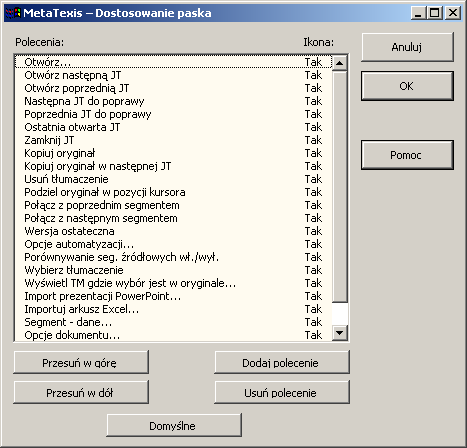 MetaTexis – Dostosowanie paska
Polecenia: Ikona:
Otwórz... Tak
Otwórz następną JT Tak
Otwórz poprzednią JT Tak
Następna JT do poprawy Tak
Poprzednia JT do poprawy Tak
Ostatnia otwarta JT Tak
Zamknij JT Tak
Kopiuj oryginał Tak
Kopiuj oryginał w następnej JT Tak
Usuń tłumaczenie Tak
Podziel oryginał w pozycji kursora Tak
Połącz z poprzednim segmentem Tak
Połącz z następnym segmentem Tak
Wersja ostateczna Tak
Opcje automatyzacji... Tak
Porównywanie seg. źródłowych wł./wył. Tak
Wybierz tłumaczenie Tak
Wyświetl TM gdzie wybór jest w oryginale... Tak
Import prezentacji PowerPoint... Tak
Importuj arkusz Excel... Tak
Segment - dane... Tak
Opcje dokumentu... Tak
Anuluj
OK
Pomoc
Przesuń w górę Dodaj polecenie
Przesuń w dół Usuń polecenie
Domyślne